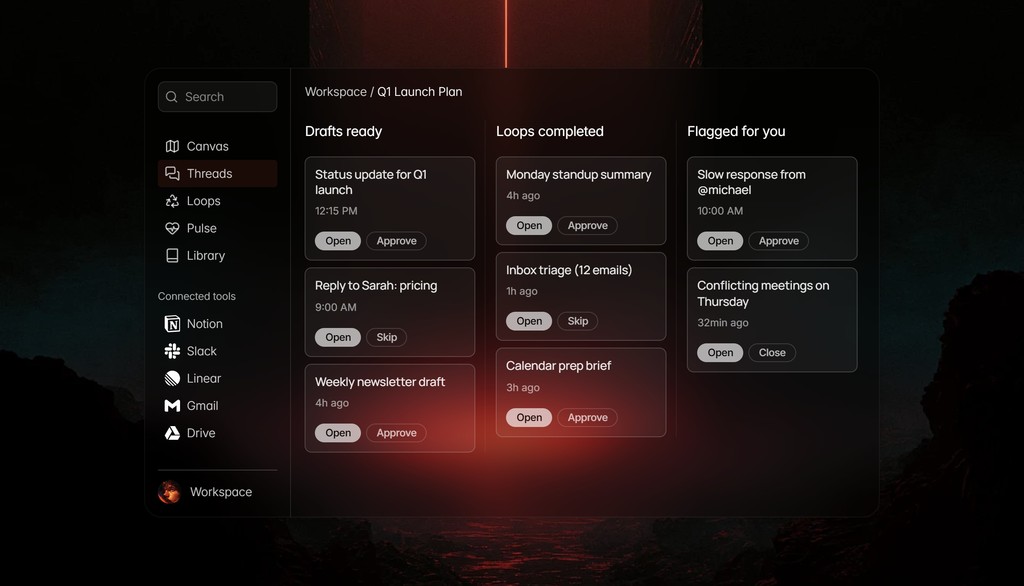 Search
Canvas
Threads
Loops
Pulse
Library
Connected tools
Notion
Slack
Linear
Gmail
Drive
Workspace
Workspace / Q1 Launch Plan
Drafts ready
Status update for Q1
launch
12:15 PM
Open
Approve
Reply to Sarah: pricing
9:00 AM
Open
Skip
Weekly newsletter draft
4h ago
Open
Approve
Loops completed
Monday standup summary
4h ago
Open
Approve
Inbox triage (12 emails)
1h ago
Open
Skip
Calendar prep brief
3h ago
Open
Approve
Flagged for you
Slow response from
@michael
10:00 AM
Open
Approve
Conflicting meetings on
Thursday
32min ago
Open
Close